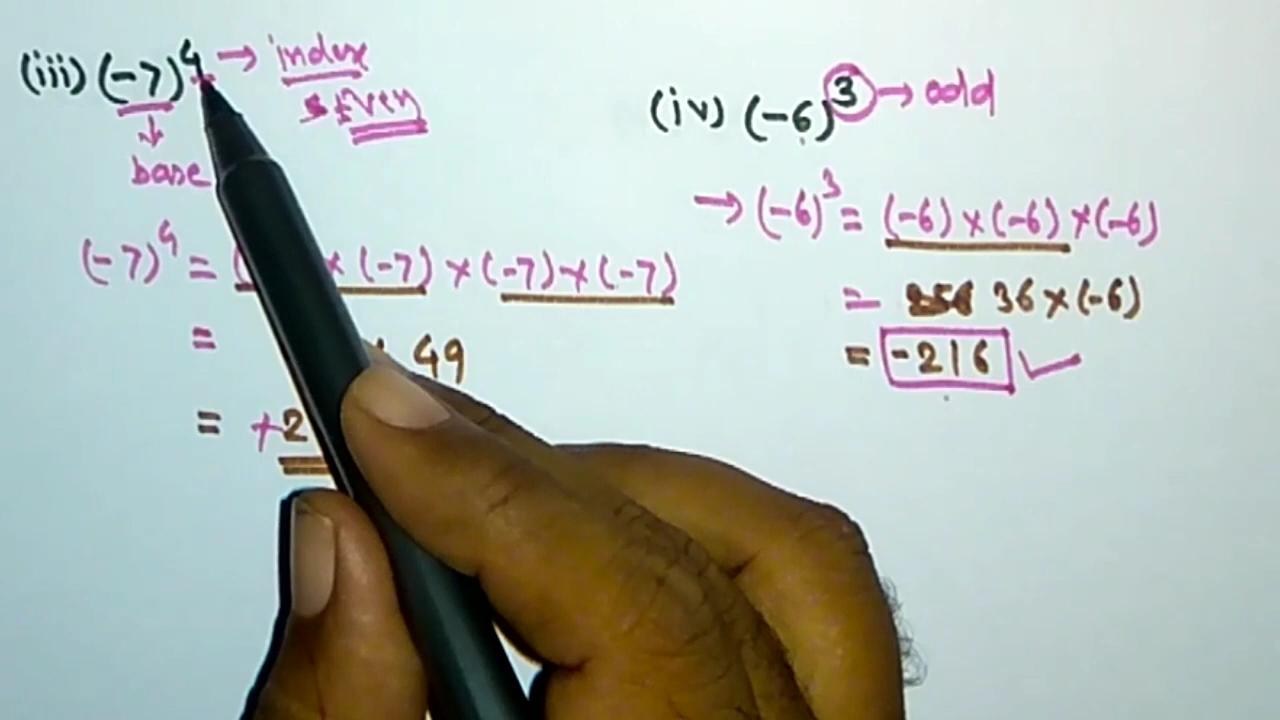 (iii) (-7)^4 → index
Even
↓
base
(-7)^4 = ( × (-7) × (-7) × (-7)
= 49
= +2
(iv) (-6)^3 → odd
→ (-6)^3 = (-6) × (-6) × (-6)
= 36 × (-6)
= -216 ✓